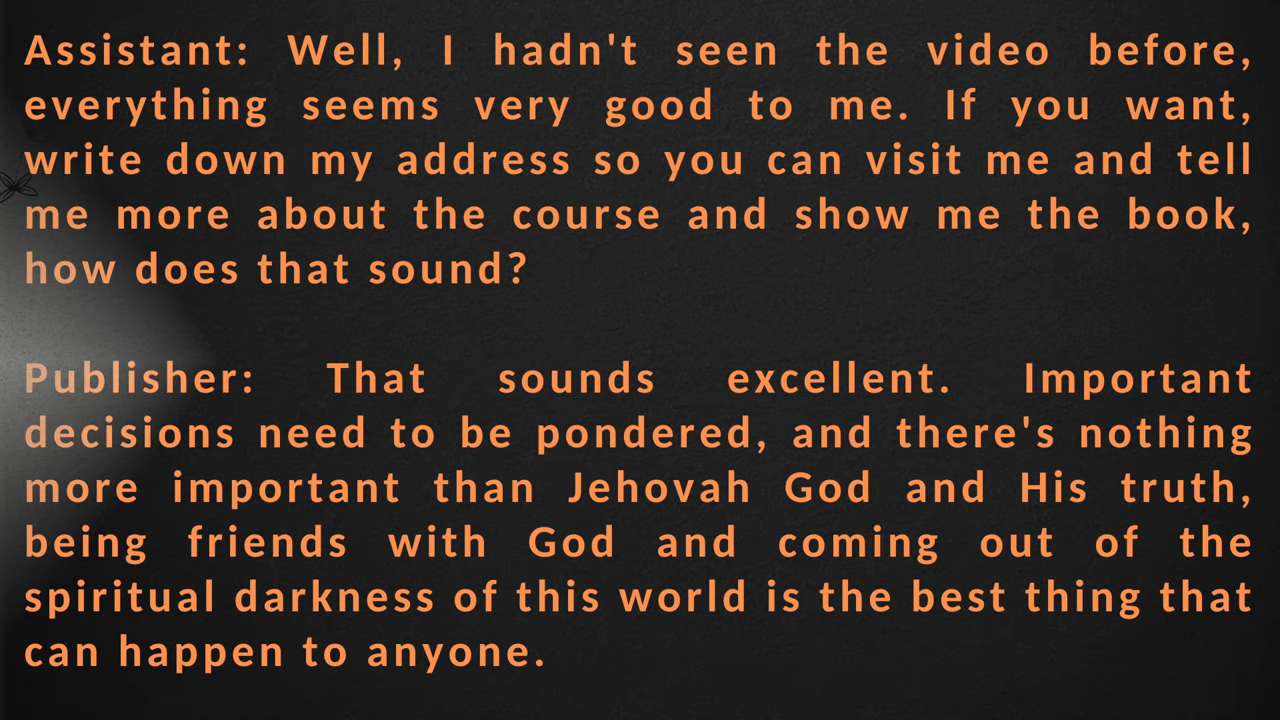 Assistant: Well, I hadn't seen the video before,
everything seems very good to me. If you want,
write down my address so you can visit me and tell
me more about the course and show me the book,
how does that sound?
Publisher: That sounds excellent. Important
decisions need to be pondered, and there's nothing
more important than Jehovah God and His truth,
being friends with God and coming out of the
spiritual darkness of this world is the best thing that
can happen to anyone.